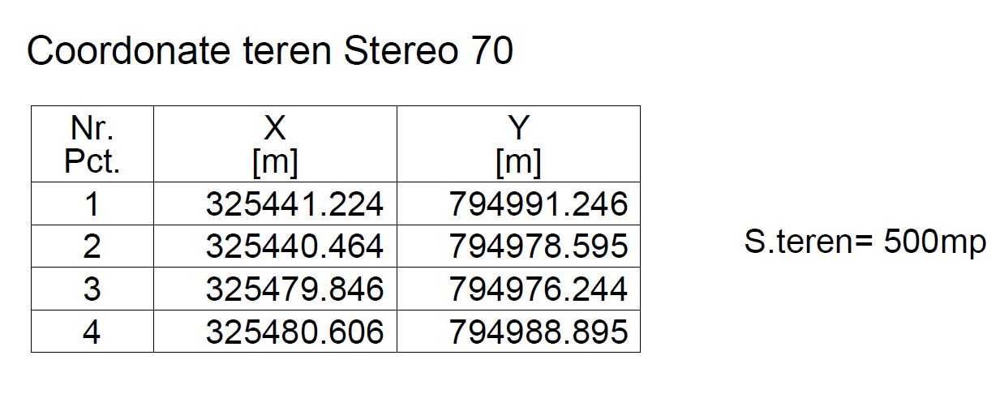 Coordonate teren Stereo 70
Nr. Pct. X [m] Y [m]
1 325441.224 794991.246
2 325440.464 794978.595
3 325479.846 794976.244
4 325480.606 794988.895
S.teren= 500mp